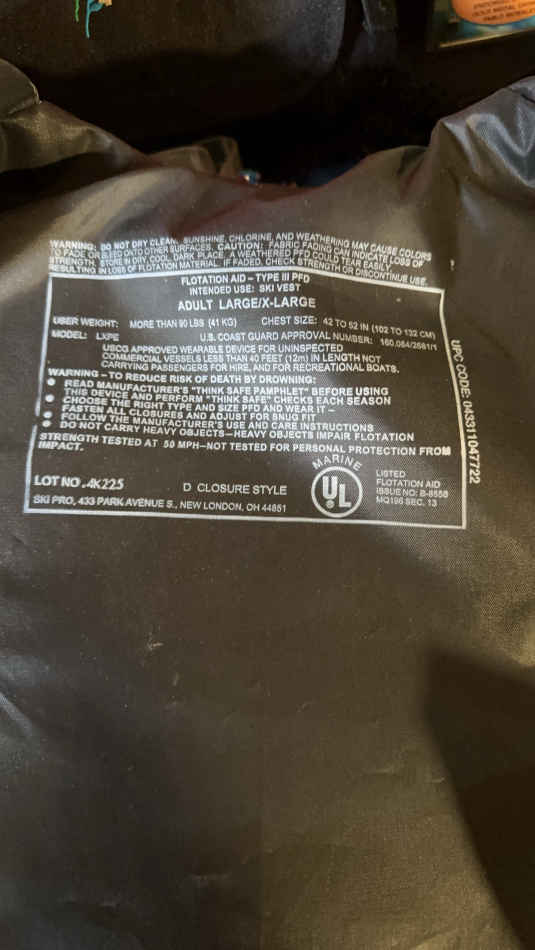 WARNING: DO NOT DRY CLEAN. SUNSHINE, CHLORINE, AND WEATHERING MAY CAUSE COLORS
TO FADE OR BLEED ONTO OTHER SURFACES. CAUTION: FABRIC FADING CAN INDICATE LOSS OF
STRENGTH. STORE IN DRY, COOL, DARK PLACE. A WEATHERED PFD COULD TEAR EASILY,
RESULTING IN LOSS OF FLOTATION MATERIAL. IF FADED, CHECK STRENGTH OR DISCONTINUE USE.
FLOTATION AID – TYPE III PFD
INTENDED USE: SKI VEST
ADULT LARGE/X-LARGE
USER WEIGHT: MORE THAN 90 LBS (41 KG) CHEST SIZE: 42 TO 52 IN (102 TO 132 CM)
MODEL: LXPE U.S. COAST GUARD APPROVAL NUMBER: 160.064/2681/1
USCG APPROVED WEARABLE DEVICE FOR UNINSPECTED
COMMERCIAL VESSELS LESS THAN 40 FEET (12m) IN LENGTH NOT
CARRYING PASSENGERS FOR HIRE, AND FOR RECREATIONAL BOATS.
WARNING – TO REDUCE RISK OF DEATH BY DROWNING:
● READ MANUFACTURER'S "THINK SAFE PAMPHLET" BEFORE USING
THIS DEVICE AND PERFORM "THINK SAFE" CHECKS EACH SEASON
● CHOOSE THE RIGHT TYPE AND SIZE PFD AND WEAR IT –
FASTEN ALL CLOSURES AND ADJUST FOR SNUG FIT
● FOLLOW THE MANUFACTURER'S USE AND CARE INSTRUCTIONS
● DO NOT CARRY HEAVY OBJECTS–HEAVY OBJECTS IMPAIR FLOTATION
STRENGTH TESTED AT 50 MPH–NOT TESTED FOR PERSONAL PROTECTION FROM
IMPACT.
LOT NO. 4K225 D CLOSURE STYLE
SKI PRO, 433 PARK AVENUE S., NEW LONDON, OH 44851
MARINE
UL
LISTED
FLOTATION AID
ISSUE NO: B-8558
MQ196 SEC. 13
UPC CODE: 043311047722